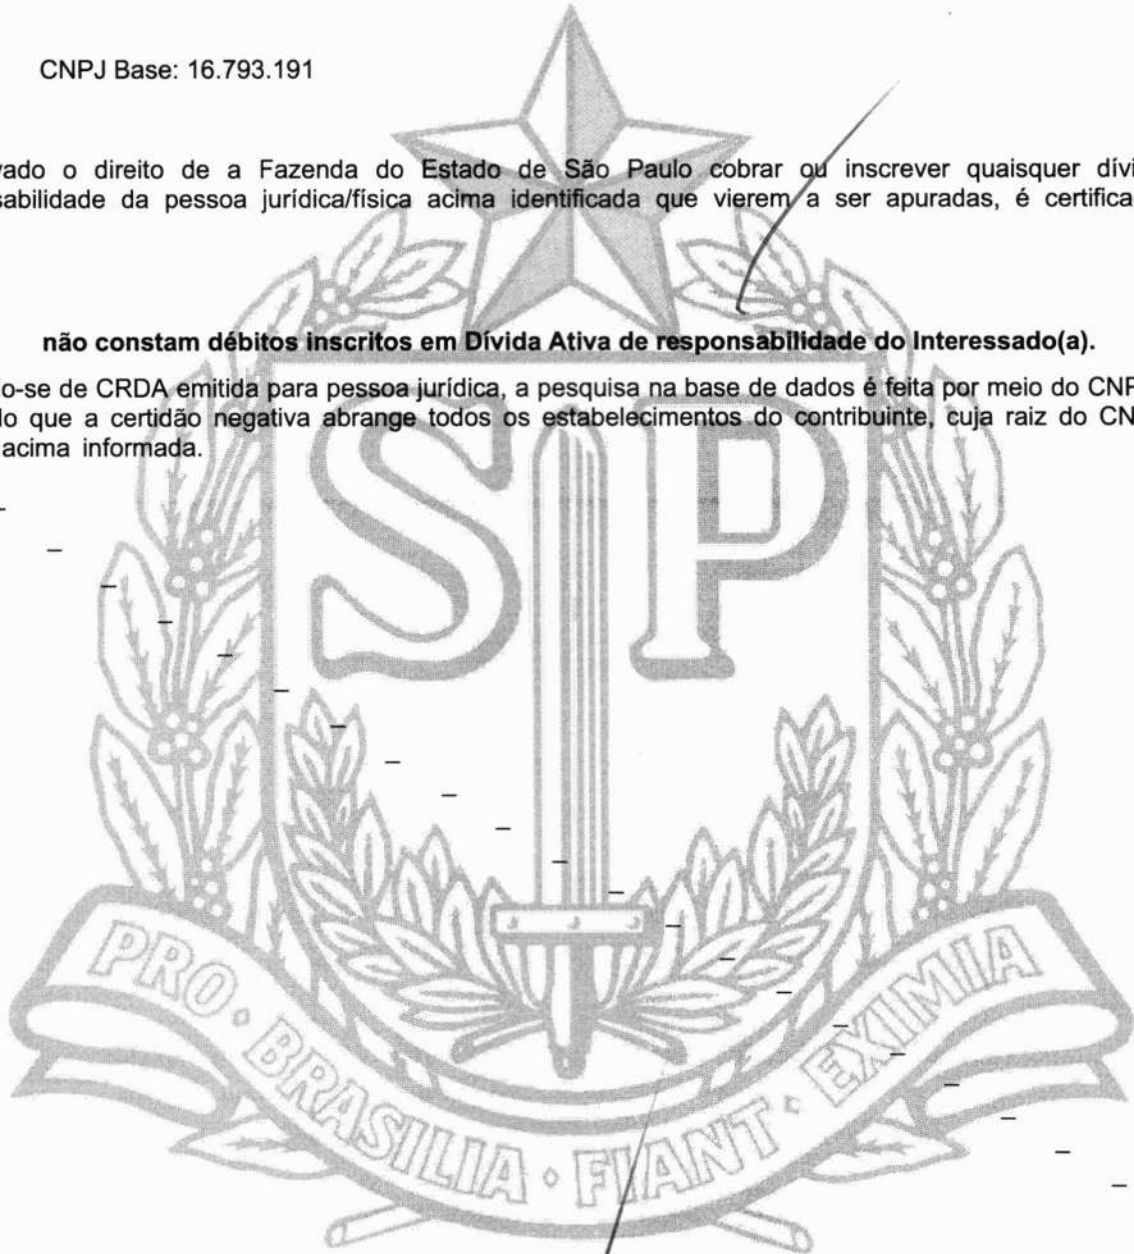 CNPJ Base: 16.793.191
vado o direito de a Fazenda do Estado de São Paulo cobrar ou inscrever quaisquer dívi
sabilidade da pessoa jurídica/física acima identificada que vierem a ser apuradas, é certifica
não constam débitos inscritos em Dívida Ativa de responsabilidade do Interessado(a).
o-se de CRDA emitida para pessoa jurídica, a pesquisa na base de dados é feita por meio do CNP
lo que a certidão negativa abrange todos os estabelecimentos do contribuinte, cuja raiz do CN
acima informada.
SP
PRO · BRASILIA · FIANT · EXIMIA